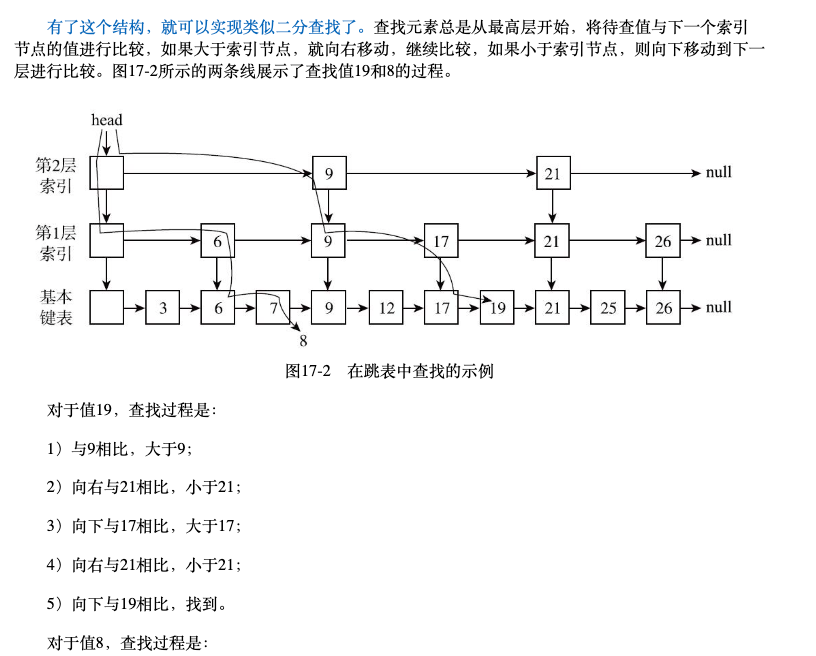 有了这个结构，就可以实现类似二分查找了。查找元素总是从最高层开始，将待查值与下一个索引
节点的值进行比较，如果大于索引节点，就向右移动，继续比较，如果小于索引节点，则向下移动到下一
层进行比较。图17-2所示的两条线展示了查找值19和8的过程。
head
第2层
索引
9 21 null
第1层
索引
6 9 17 21 26 null
基本
键表
3 6 7 9 12 17 19 21 25 26 null
8
图17-2 在跳表中查找的示例
对于值19，查找过程是：
1）与9相比，大于9；
2）向右与21相比，小于21；
3）向下与17相比，大于17；
4）向右与21相比，小于21；
5）向下与19相比，找到。
对于值8，查找过程是：